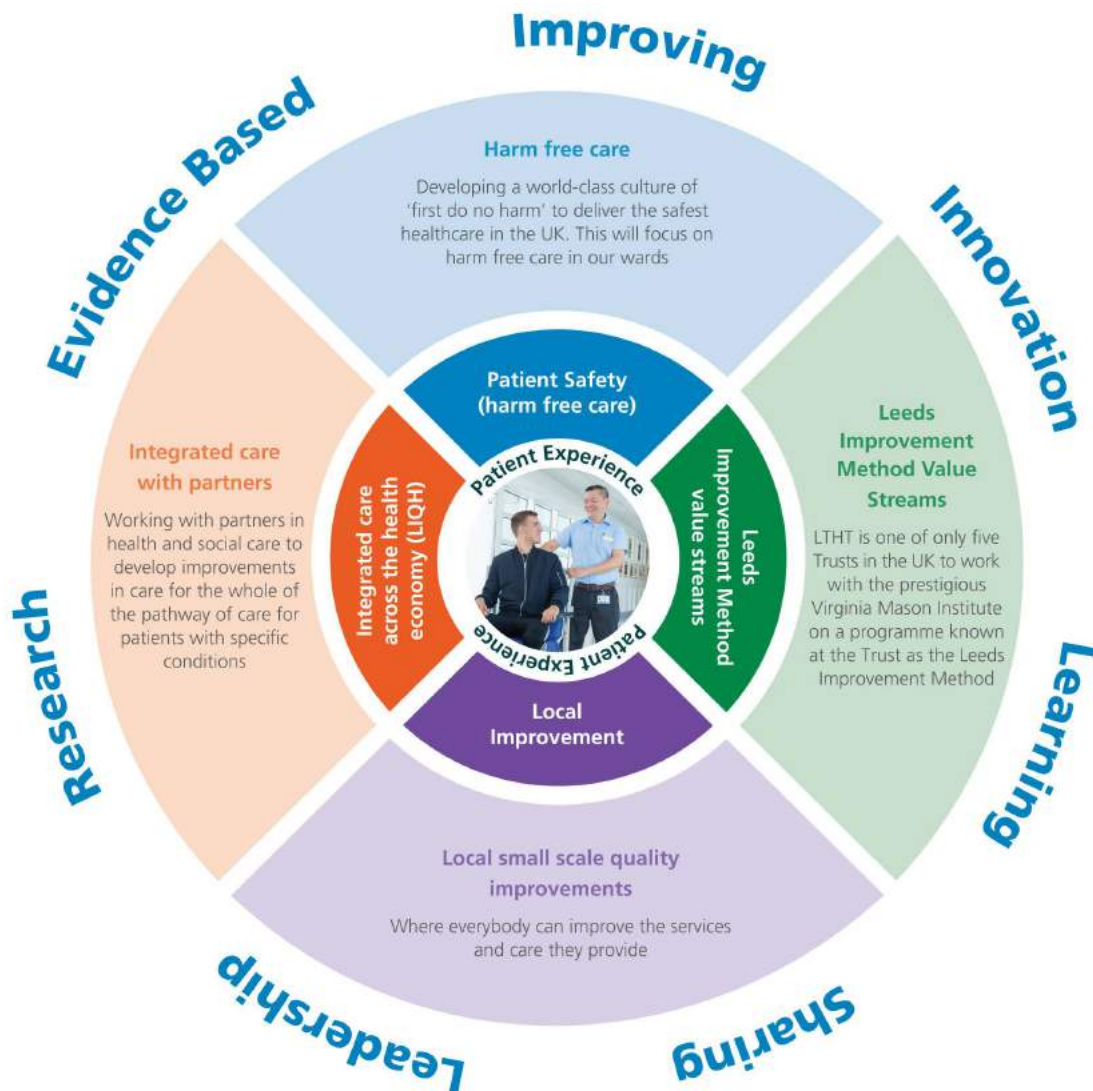 Improving
Evidence Based
Innovation
Harm free care
Developing a world-class culture of
'first do no harm' to deliver the safest
healthcare in the UK. This will focus on
harm free care in our wards
Patient Safety
(harm free care)
Integrated care
with partners
Working with partners in
health and social care to
develop improvements
in care for the whole of
the pathway of care for
patients with specific
conditions
Integrated care
across the health
economy (LIQH)
Patient Experience
Patient Experience
Leeds
Improvement Method
value streams
Leeds
Improvement
Method Value
Streams
LTHT is one of only five
Trusts in the UK to work
with the prestigious
Virginia Mason Institute
on a programme known
at the Trust as the Leeds
Improvement Method
Local
Improvement
Research
Learning
Local small scale quality
improvements
Where everybody can improve the services
and care they provide
Leadership
Sharing